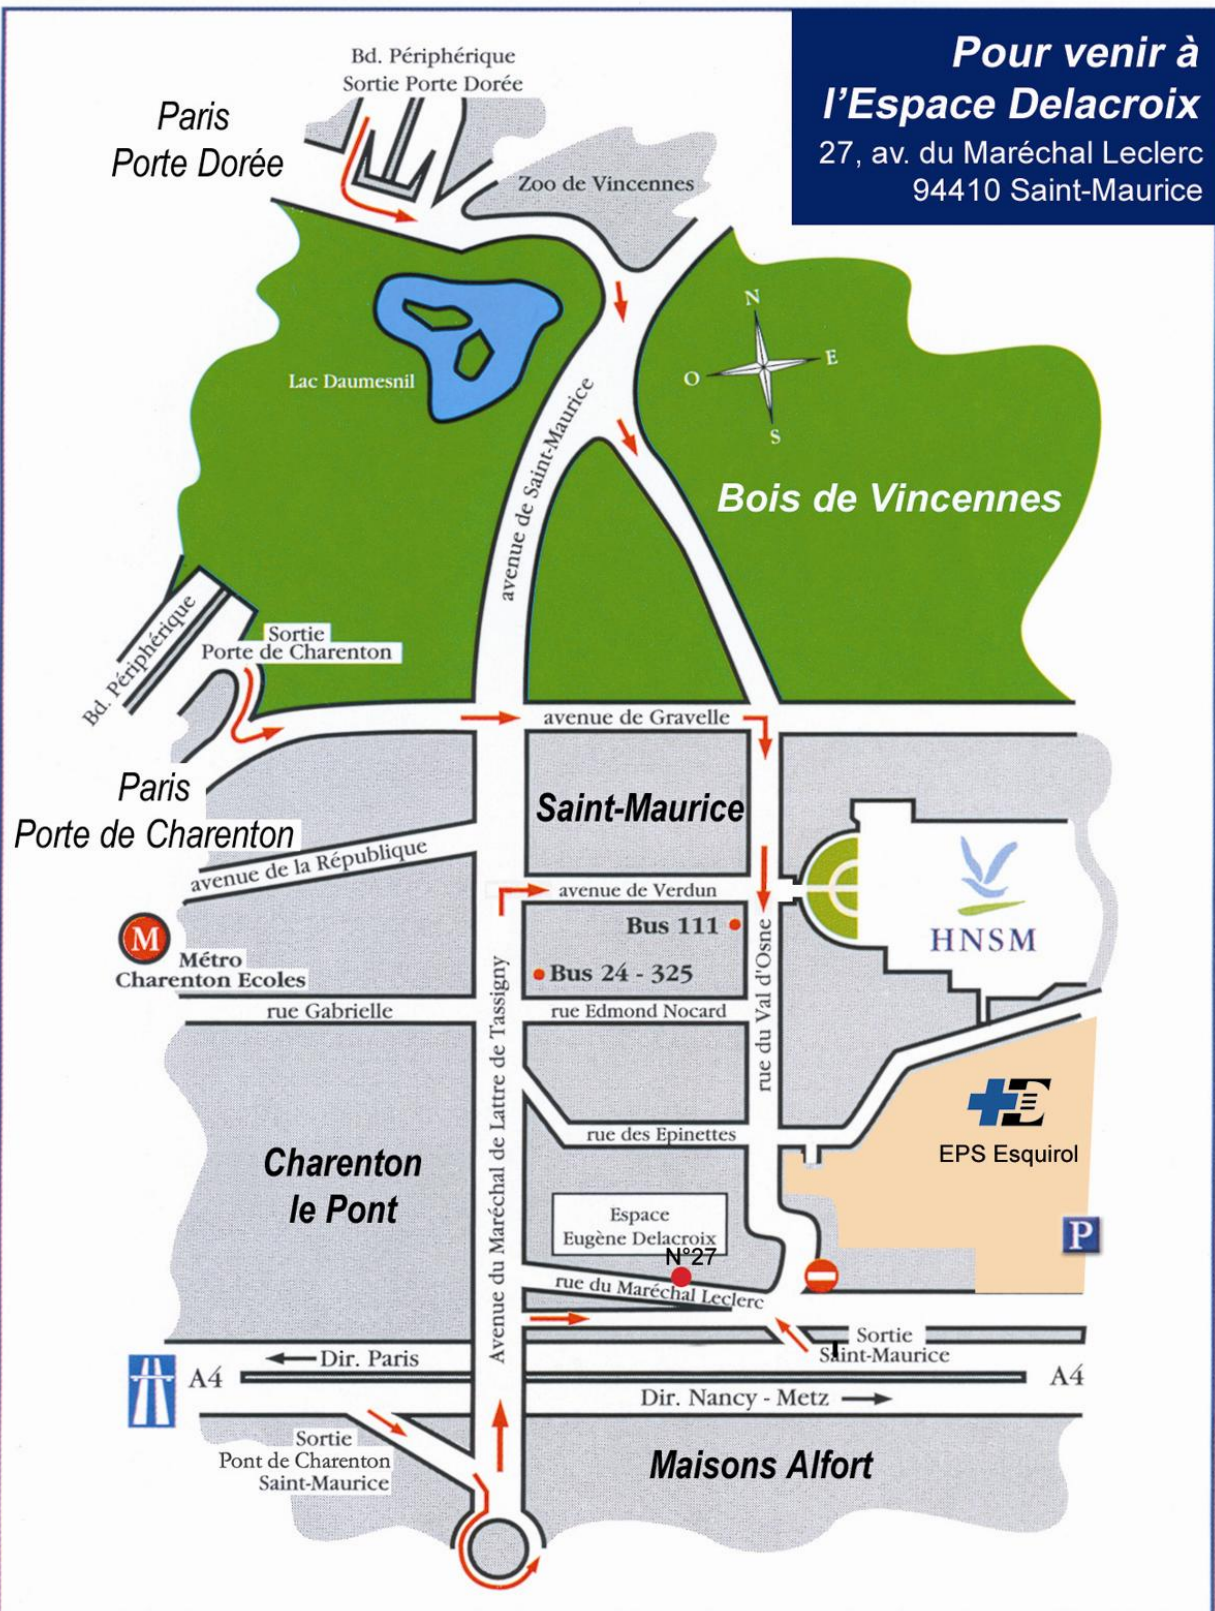 Pour venir à
l'Espace Delacroix
27, av. du Maréchal Leclerc
94410 Saint-Maurice
Bd. Périphérique
Sortie Porte Dorée
Paris
Porte Dorée
Zoo de Vincennes
N
E
O
S
Lac Daumesnil
avenue de Saint-Maurice
Bois de Vincennes
Bd. Périphérique
Sortie
Porte de Charenton
avenue de Gravelle
Paris
Porte de Charenton
Saint-Maurice
avenue de la République
avenue de Verdun
HNSM
Bus 111
M
Métro
Charenton Ecoles
Bus 24 - 325
rue Gabrielle
rue Edmond Nocard
rue du Val d'Osne
Avenue du Maréchal de Lattre de Tassigny
E
EPS Esquirol
rue des Epinettes
Charenton
le Pont
Espace
Eugène Delacroix
N°27
P
rue du Maréchal Leclerc
Sortie
Saint-Maurice
Dir. Paris
A4
A4
Dir. Nancy - Metz
Sortie
Pont de Charenton
Saint-Maurice
Maisons Alfort